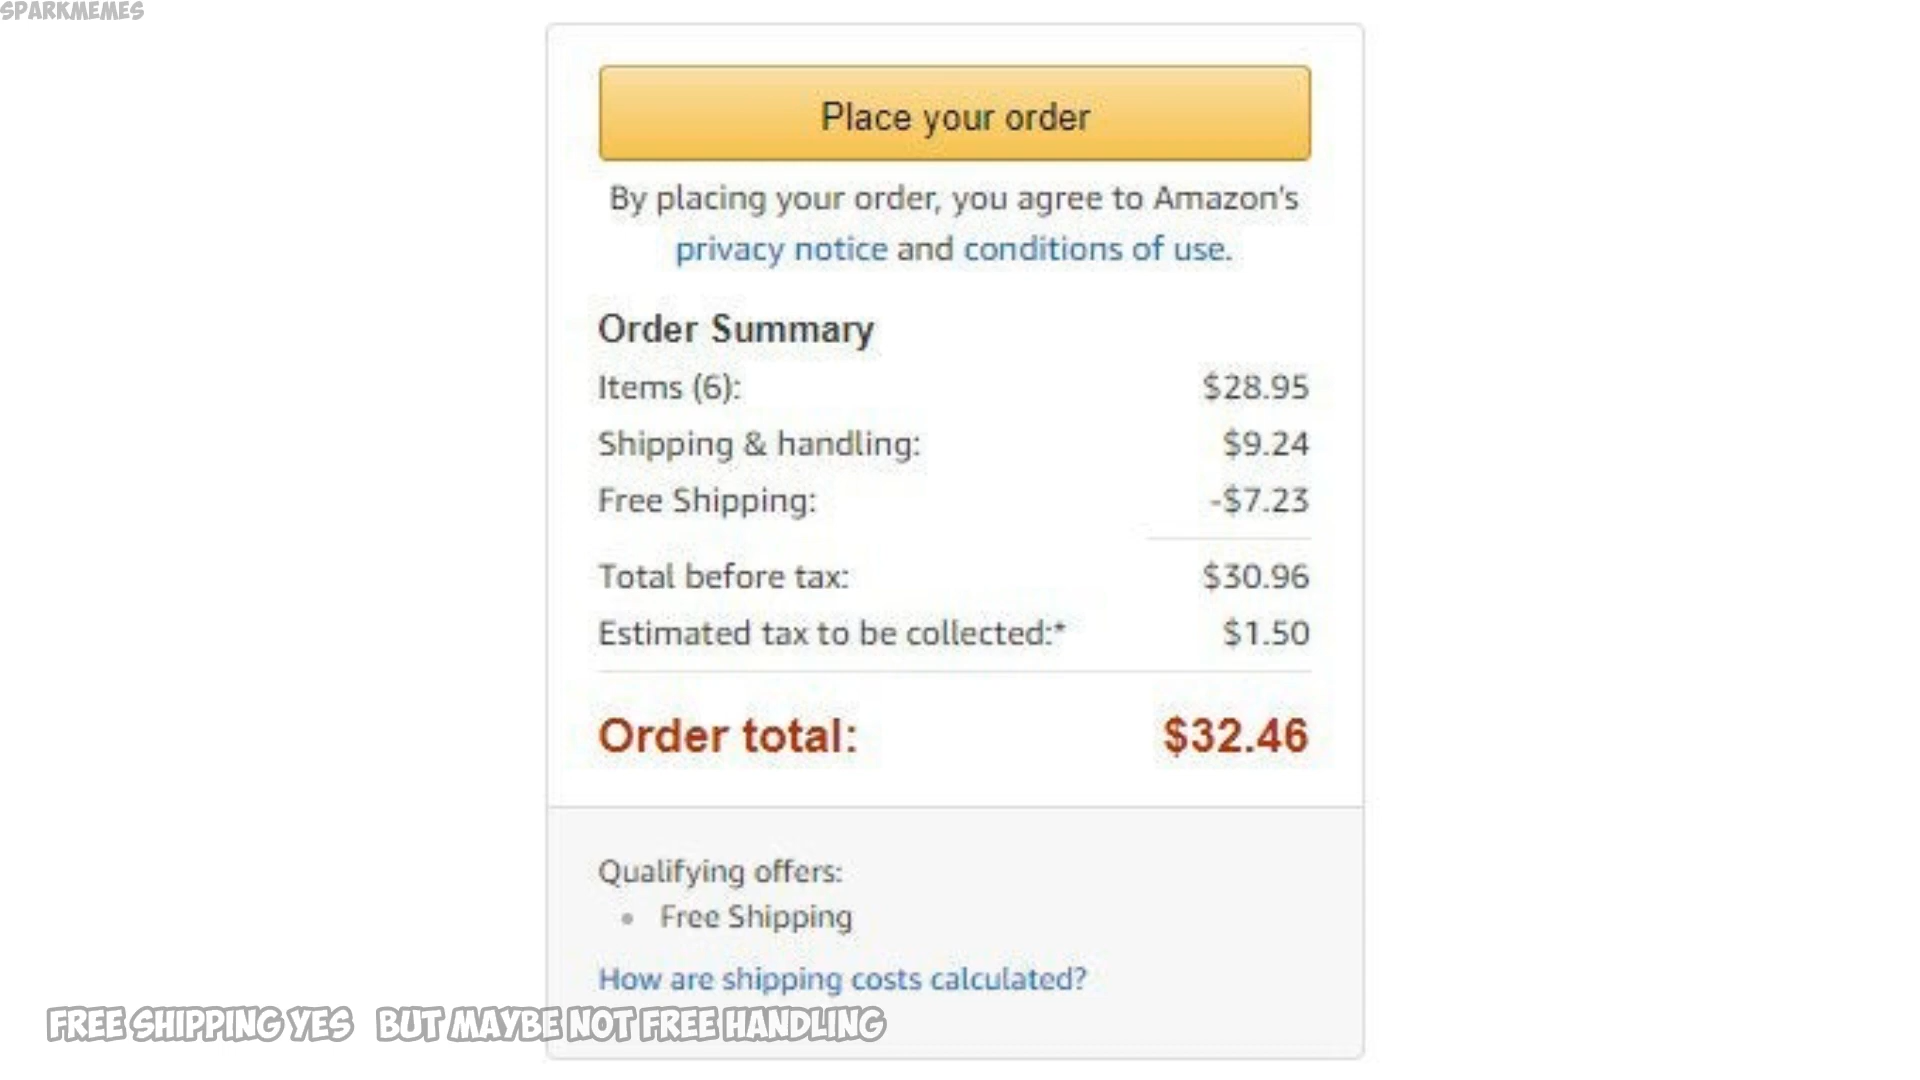 SPARKMEMES
Place your order
By placing your order, you agree to Amazon's
privacy notice and conditions of use.
Order Summary
Items (6): $28.95
Shipping & handling: $9.24
Free Shipping: -$7.23
Total before tax: $30.96
Estimated tax to be collected:* $1.50
Order total: $32.46
Qualifying offers:
• Free Shipping
How are shipping costs calculated?
FREE SHIPPING YES BUT MAYBE NOT FREE HANDLING